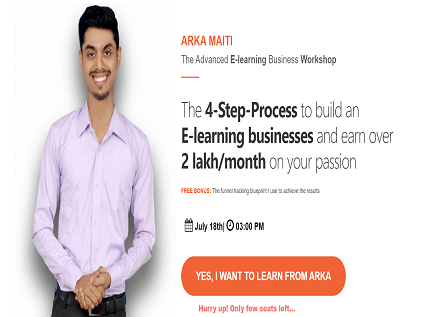 ARKA MAITI
The Advanced E-learning Business Workshop
The 4-Step-Process to build an
E-learning businesses and earn over
2 lakh/month on your passion
FREE BONUS: The funnel hacking blueprint I use to achieve the results
July 18th| 03:00 PM
YES, I WANT TO LEARN FROM ARKA
Hurry up! Only few seats left...